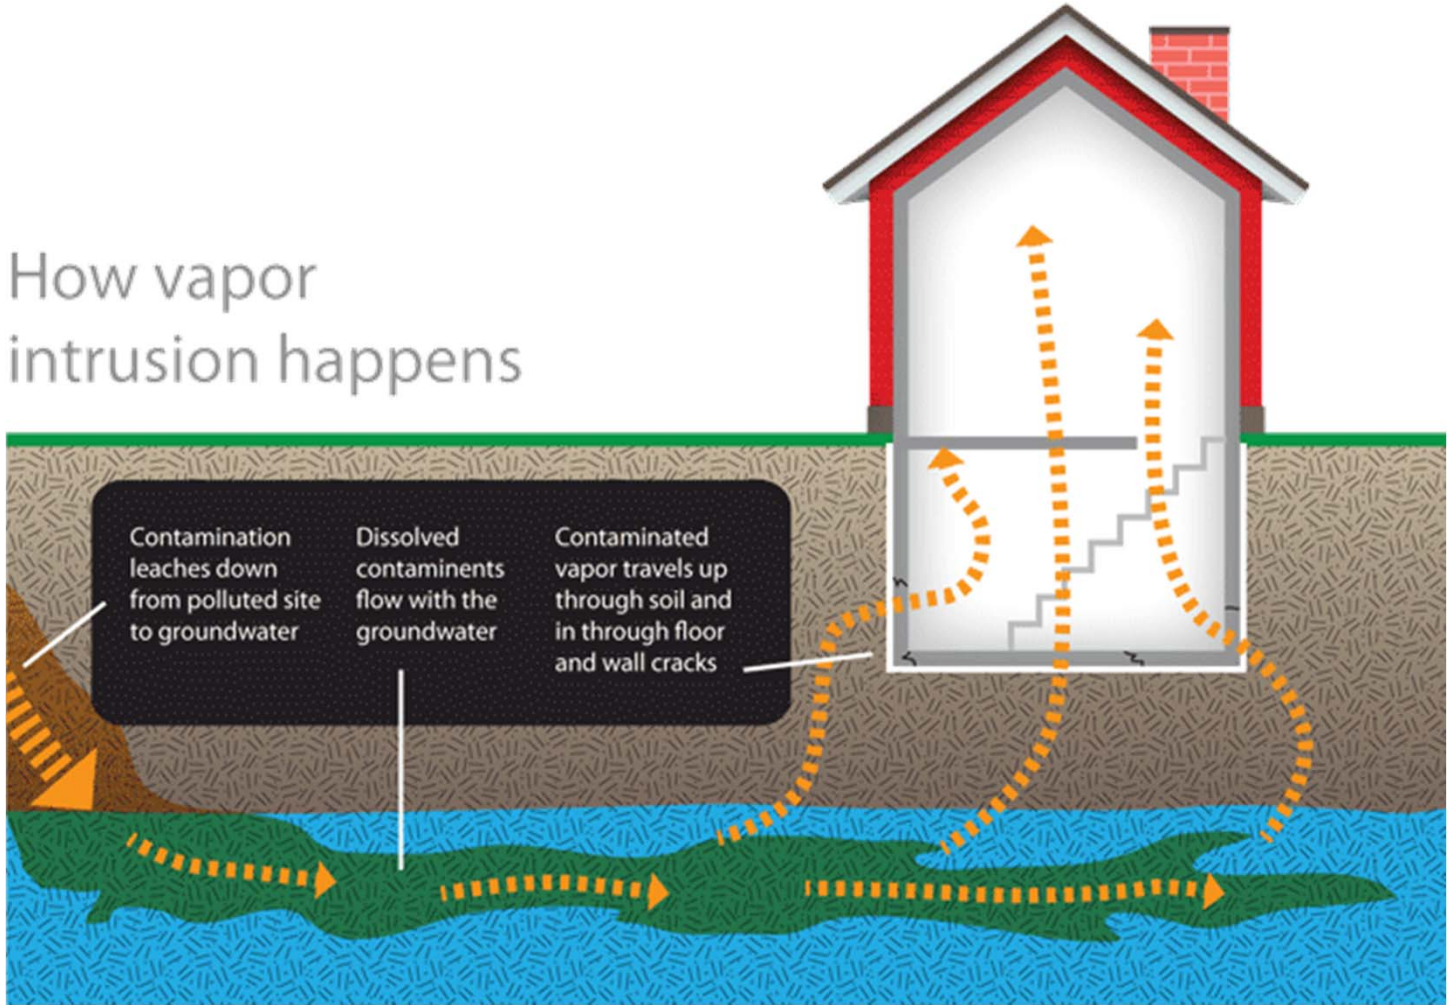 How vapor
intrusion happens
Contamination
leaches down
from polluted site
to groundwater
Dissolved
contaminents
flow with the
groundwater
Contaminated
vapor travels up
through soil and
in through floor
and wall cracks